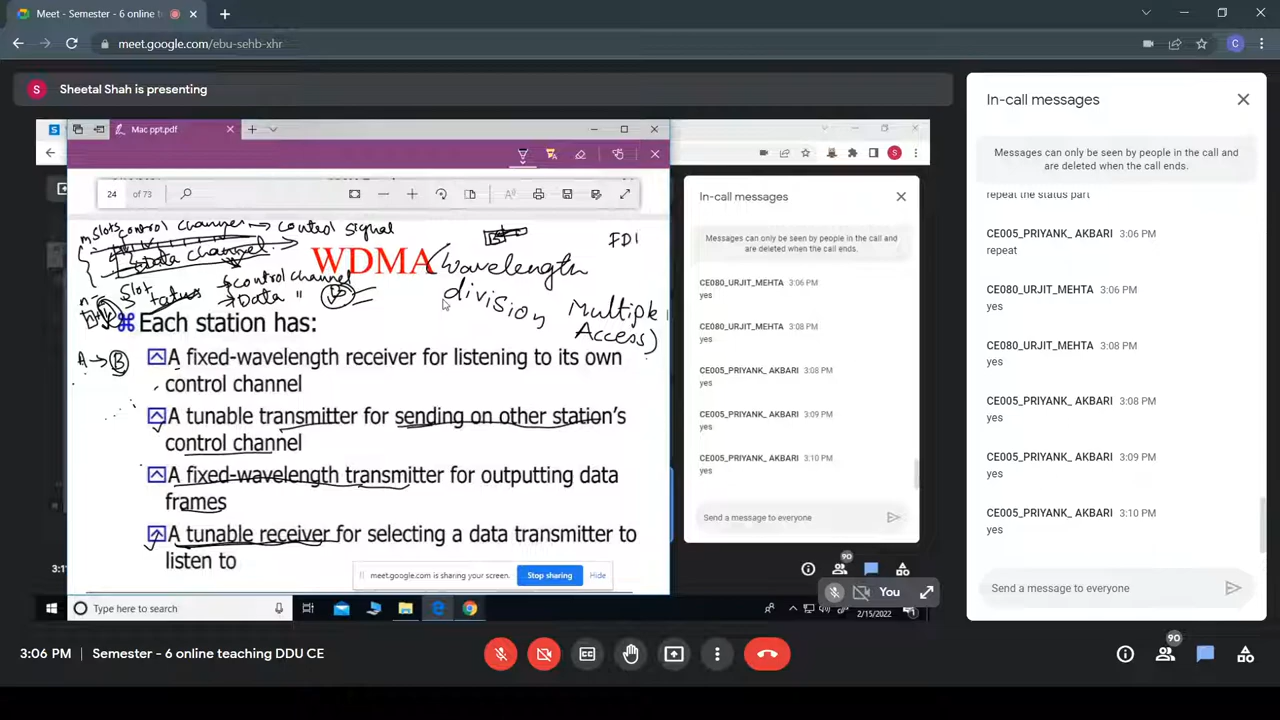 Meet - Semester - 6 online t
meet.google.com/ebu-sehb-xhr
C
S Sheetal Shah is presenting
In-call messages
Messages can only be seen by people in the call and are deleted when the call ends.
repeat the status part
CE005_PRIYANK_ AKBARI 3:06 PM
repeat
CE005_PRIYANK_ AKBARI 3:06 PM
yes
CE080_URJIT_MEHTA 3:08 PM
yes
CE005_PRIYANK_ AKBARI 3:08 PM
yes
CE005_PRIYANK_ AKBARI 3:09 PM
yes
CE005_PRIYANK_ AKBARI 3:10 PM
yes
Send a message to everyone
Mac ppt.pdf
24 of 73
m slots control channel → control signal
Data channel
WDMA (wavelength
division
Multiple
Access)
FDI
slot
status
control channel
Data "
B
A → B
Each station has:
A fixed-wavelength receiver for listening to its own
control channel
A tunable transmitter for sending on other station's
control channel
A fixed-wavelength transmitter for outputting data
frames
A tunable receiver for selecting a data transmitter to
listen to
meet.google.com is sharing your screen. Stop sharing Hide
S
In-call messages
Messages can only be seen by people in the call
and are deleted when the call ends.
CE080_URJIT_MEHTA 3:06 PM
yes
CE080_URJIT_MEHTA 3:08 PM
yes
CE005_PRIYANK_ AKBARI 3:08 PM
yes
CE005_PRIYANK_ AKBARI 3:09 PM
yes
CE005_PRIYANK_ AKBARI 3:10 PM
yes
Send a message to everyone
90
You
Type here to search
2/15/2022
3:06 PM | Semester - 6 online teaching DDU CE
90